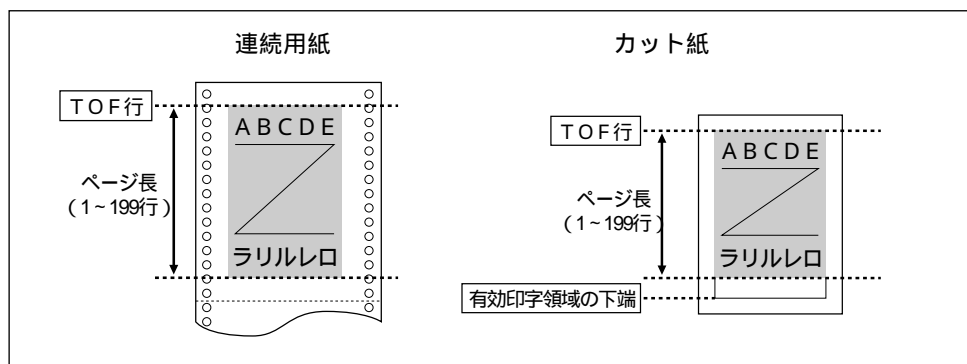 連続用紙
TOF行
ABCDE
ページ長
(1~199行)
ラリルレロ
カット紙
TOF行
ABCDE
ページ長
(1~199行)
ラリルレロ
有効印字領域の下端